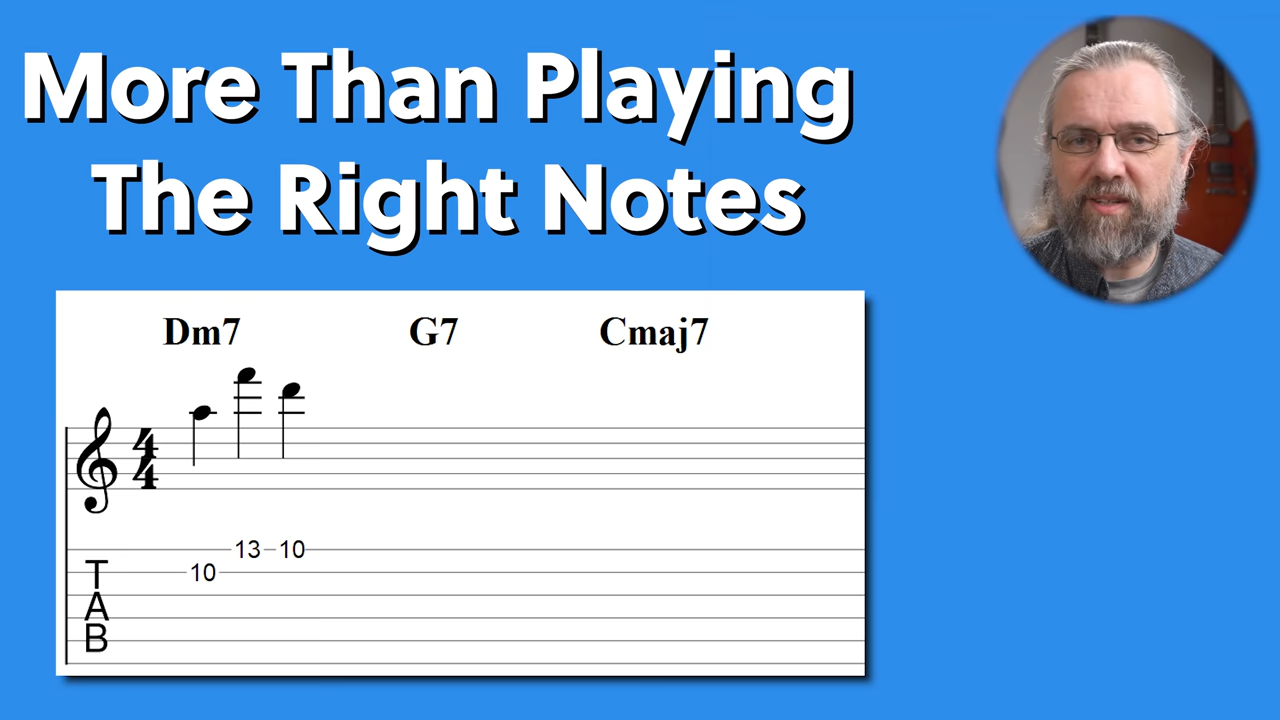 More Than Playing
The Right Notes
Dm7 G7 Cmaj7
4
4
13 10
10
T
A
B